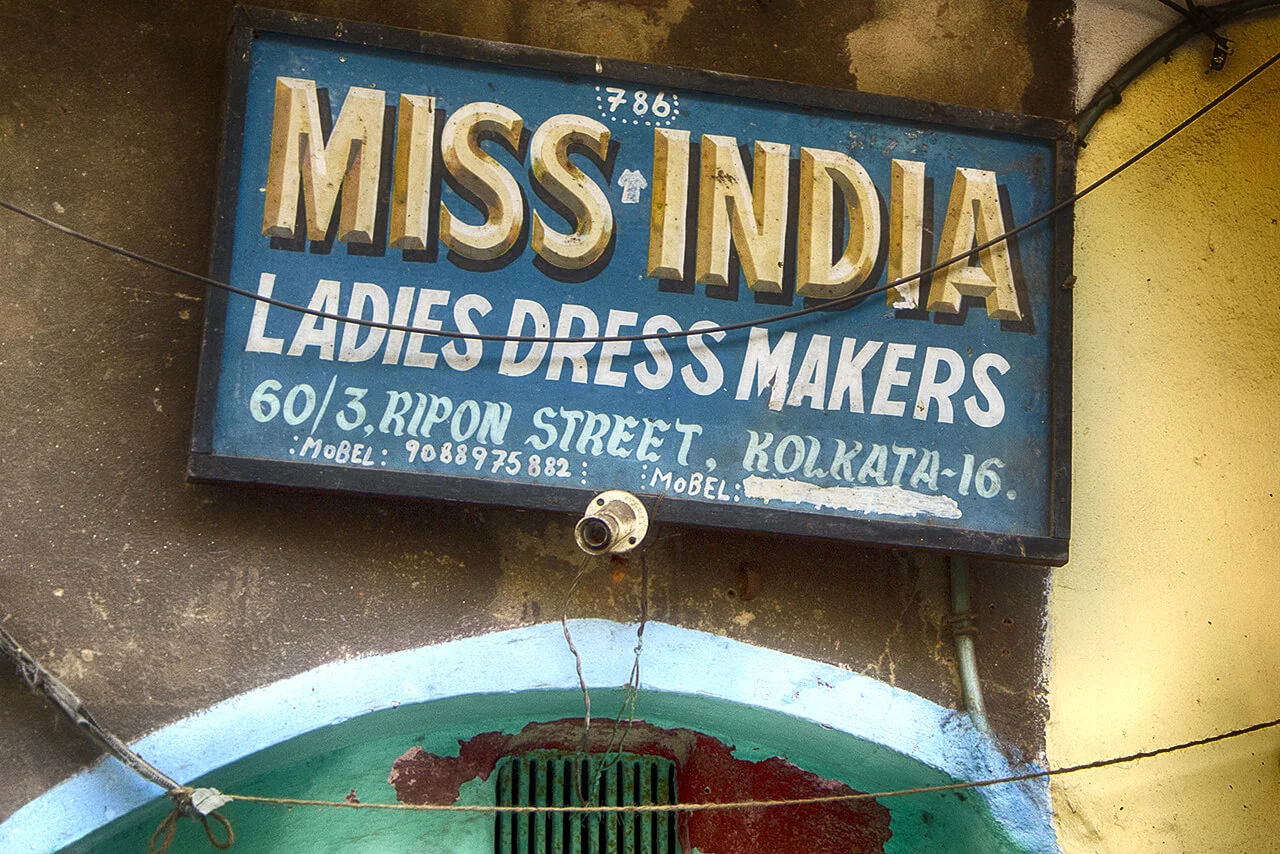 786
MISS INDIA
LADIES DRESS MAKERS
60/3, RIPON STREET, KOLKATA-16.
:MoBEL: 9088975882 : :MoBEL: